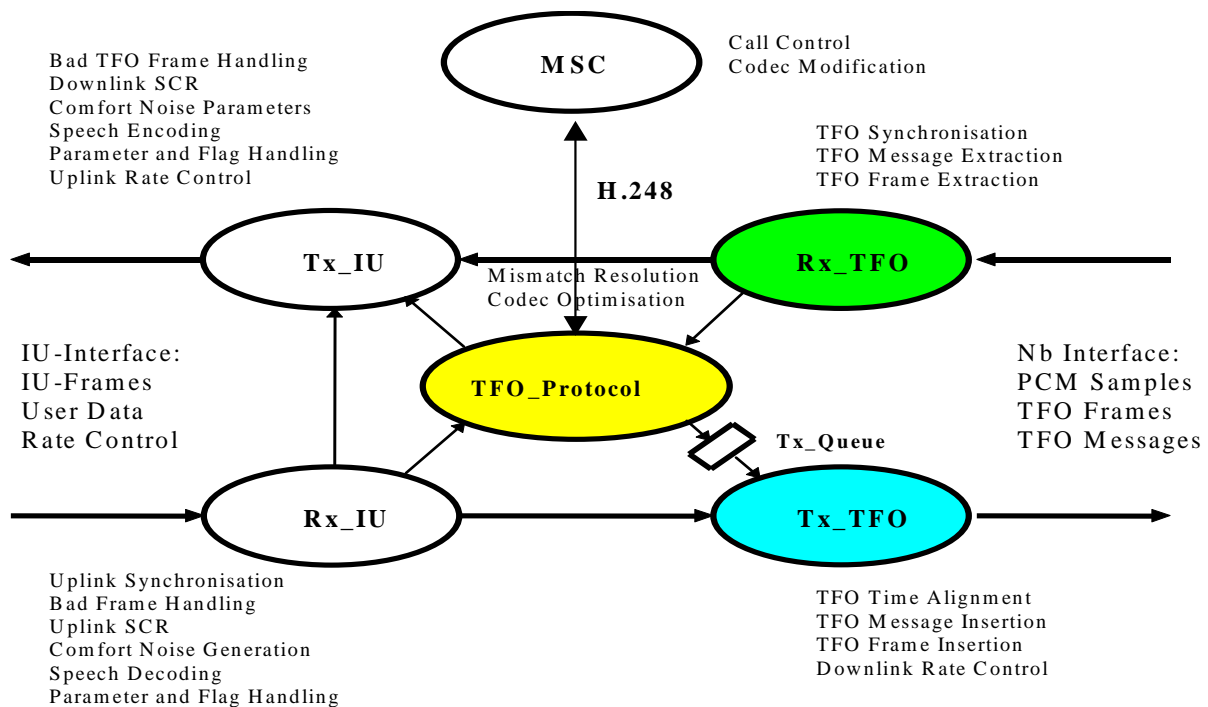 MSC
Call Control
Codec Modification
Bad TFO Frame Handling
Downlink SCR
Comfort Noise Parameters
Speech Encoding
Parameter and Flag Handling
Uplink Rate Control
TFO Synchronisation
TFO Message Extraction
TFO Frame Extraction
H.248
Tx_IU
Rx_TFO
Mismatch Resolution
Codec Optimisation
IU-Interface:
IU-Frames
User Data
Rate Control
TFO_Protocol
Nb Interface:
PCM Samples
TFO Frames
TFO Messages
Tx_Queue
Rx_IU
Tx_TFO
Uplink Synchronisation
Bad Frame Handling
Uplink SCR
Comfort Noise Generation
Speech Decoding
Parameter and Flag Handling
TFO Time Alignment
TFO Message Insertion
TFO Frame Insertion
Downlink Rate Control